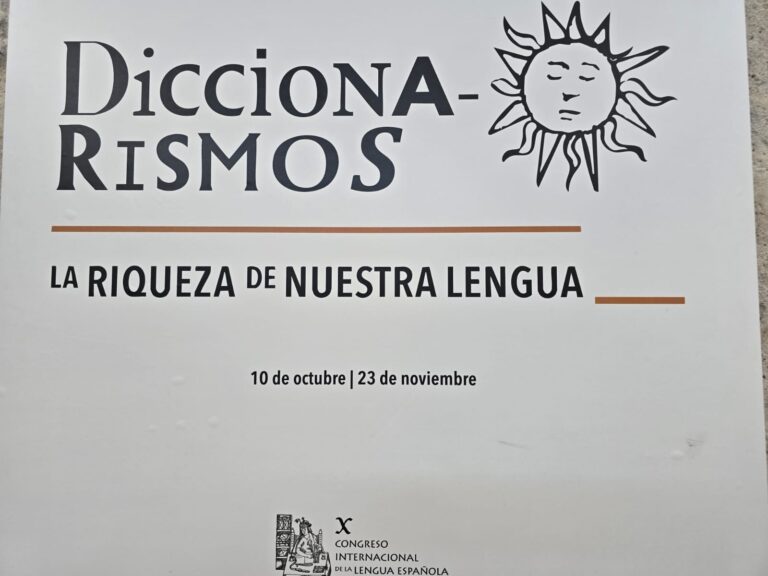 DICCIONA-
RISMOS
LA RIQUEZA DE NUESTRA LENGUA
10 de octubre | 23 de noviembre
X
CONGRESO
INTERNACIONAL
DE LA LENGUA ESPAÑOLA